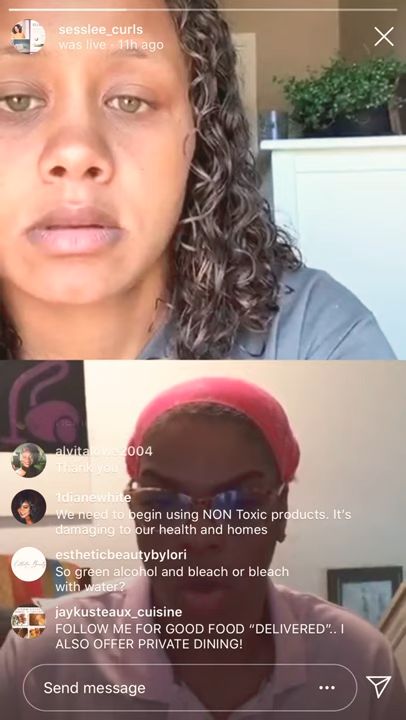 sesslee_curls
was live · 11h ago
alvitalowe2004
Thank you
1dianewhite
We need to begin using NON Toxic products. It's
damaging to our health and homes
estheticbeautybylori
So green alcohol and bleach or bleach
with water?
jaykusteaux_cuisine
FOLLOW ME FOR GOOD FOOD “DELIVERED”.. I
ALSO OFFER PRIVATE DINING!
Send message